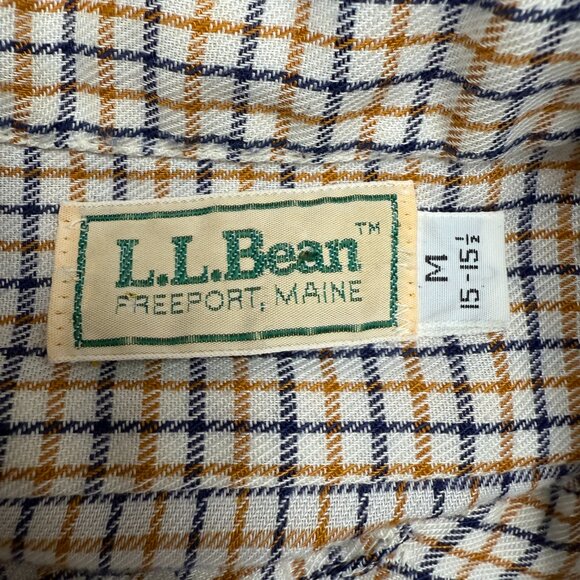 L.L.Bean™
FREEPORT, MAINE
M
15-15½